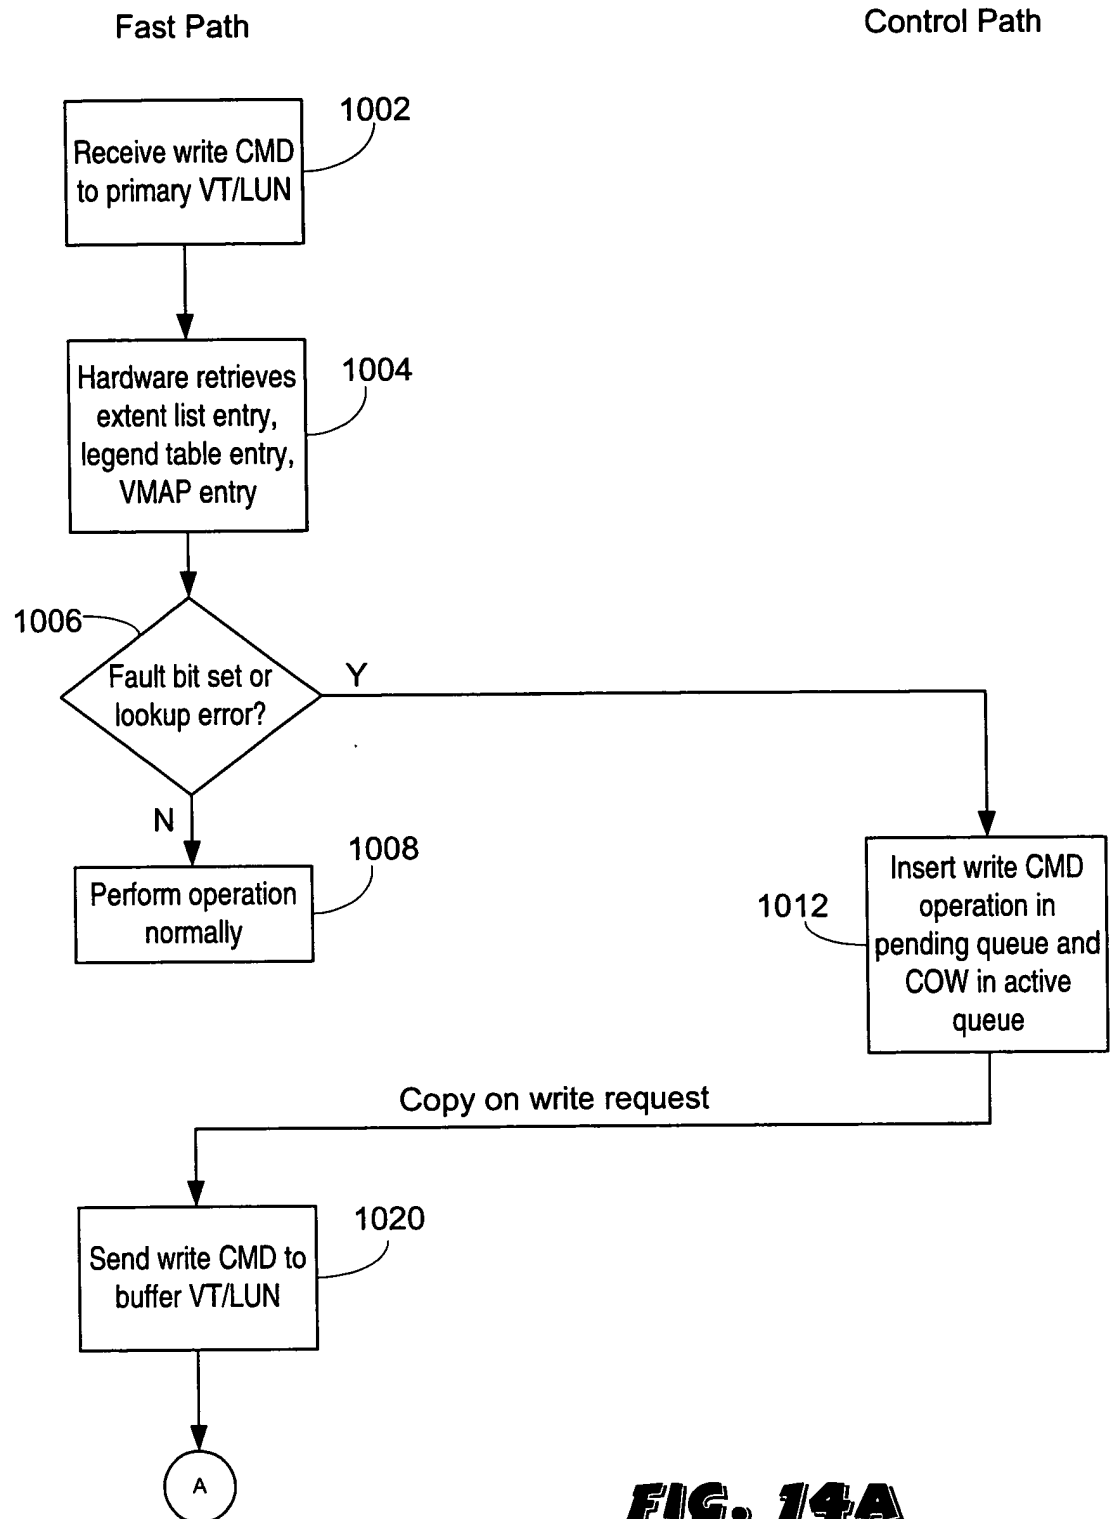 Fast Path
Control Path
1002
Receive write CMD
to primary VT/LUN
1004
Hardware retrieves
extent list entry,
legend table entry,
VMAP entry
1006
Fault bit set or
lookup error?
Y
N
1008
Perform operation
normally
1012
Insert write CMD
operation in
pending queue and
COW in active
queue
Copy on write request
1020
Send write CMD to
buffer VT/LUN
A
FIG. 14A